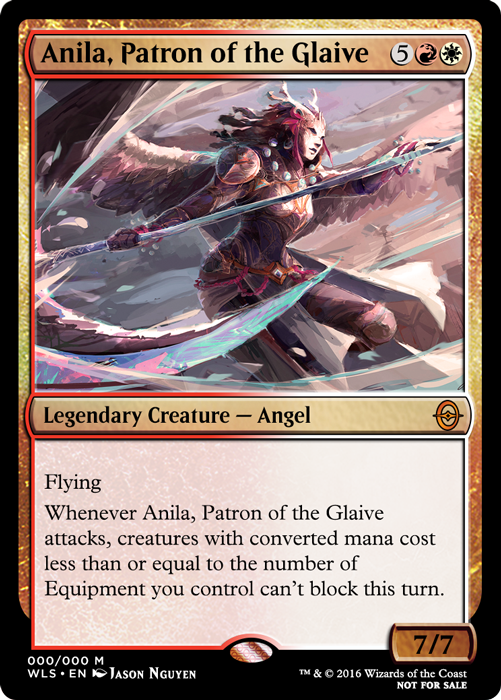 Anila, Patron of the Glaive 5
Legendary Creature — Angel
Flying
Whenever Anila, Patron of the Glaive
attacks, creatures with converted mana cost
less than or equal to the number of
Equipment you control can't block this turn.
7/7
000/000 M
WLS • EN Jason Nguyen
™ & © 2016 Wizards of the Coast
NOT FOR SALE